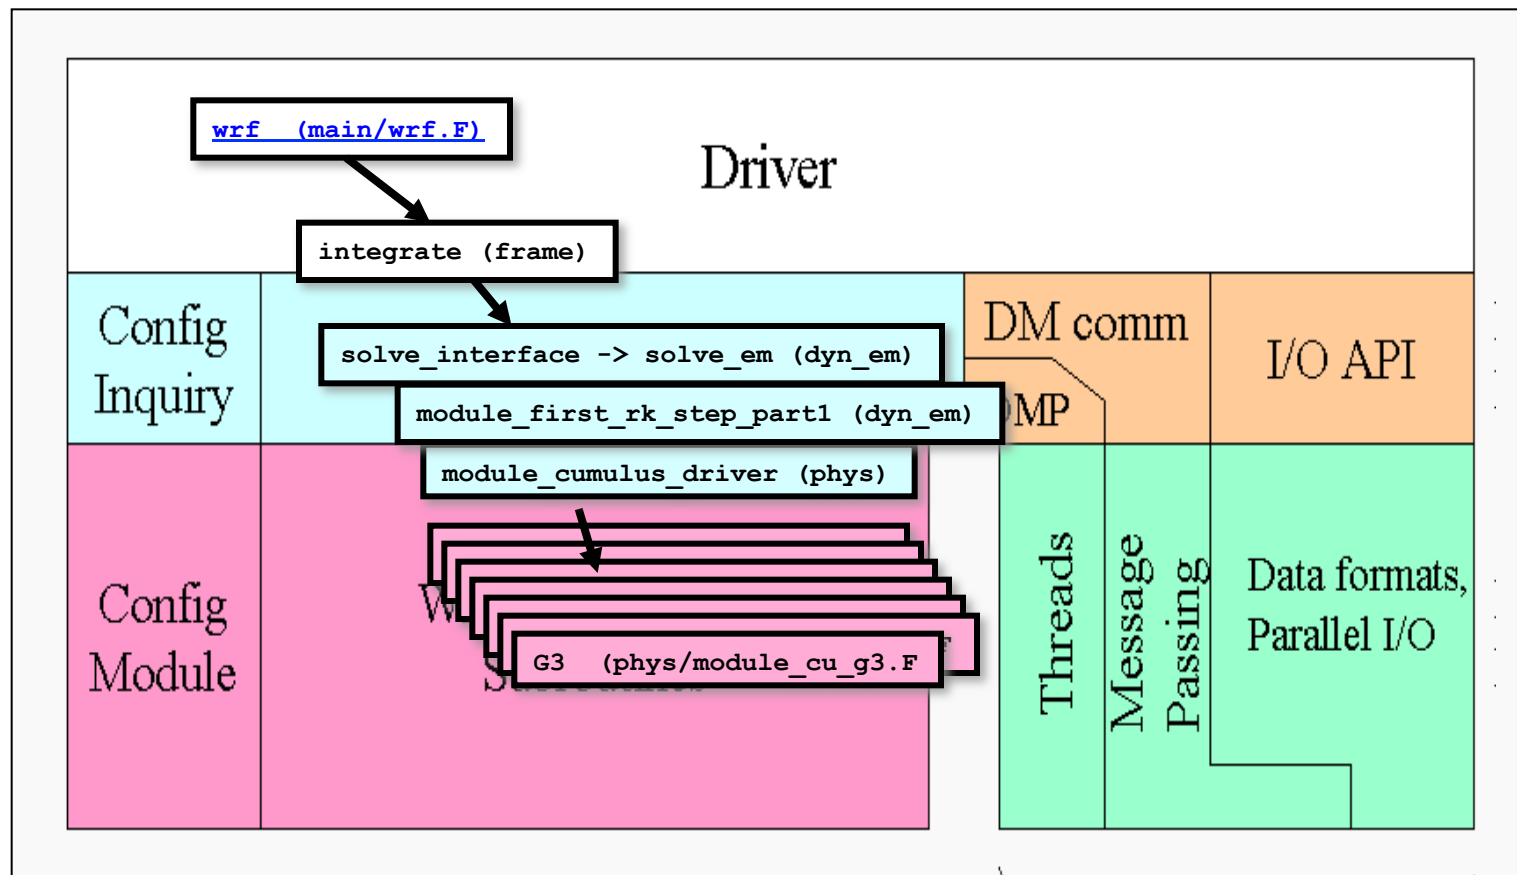 wrf (main/wrf.F)
Driver
integrate (frame)
Config
Inquiry
solve_interface -> solve_em (dyn_em)
module_first_rk_step_part1 (dyn_em)
DM comm
I/O API
module_cumulus_driver (phys)
Config
Module
G3 (phys/module_cu_g3.F
Threads
Message
Passing
Data formats,
Parallel I/O